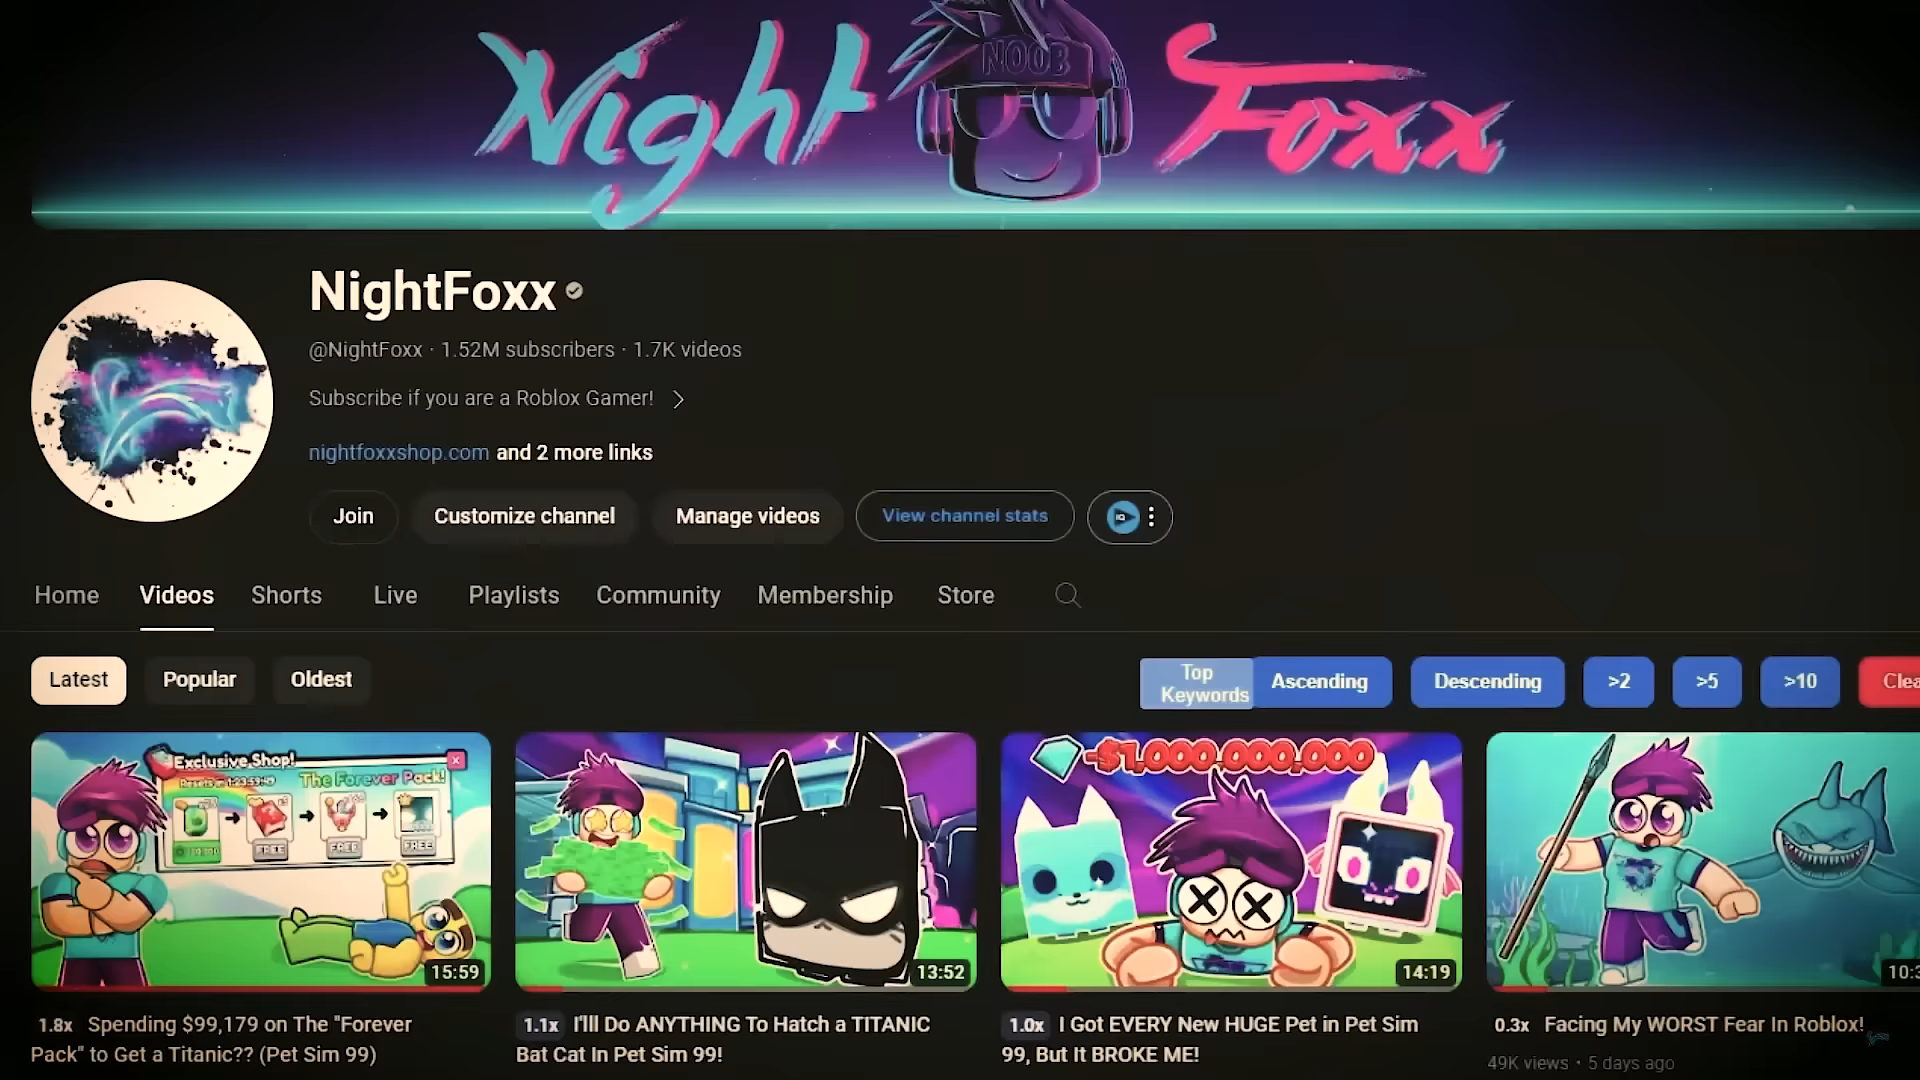 Night Foxx
NOOB
NightFoxx
@NightFoxx · 1.52M subscribers · 1.7K videos
Subscribe if you are a Roblox Gamer!
nightfoxxshop.com and 2 more links
Join
Customize channel
Manage videos
View channel stats
IQ
Home
Videos
Shorts
Live
Playlists
Community
Membership
Store
Latest
Popular
Oldest
Top
Keywords
Ascending
Descending
>2
>5
>10
Clea
Exclusive Shop!
The Forever Pack!
FREE
FREE
FREE
15:59
13:52
-$1,000,000,000
14:19
10:3
1.8x Spending $99,179 on The "Forever
Pack" to Get a Titanic?? (Pet Sim 99)
1.1x I'lll Do ANYTHING To Hatch a TITANIC
Bat Cat In Pet Sim 99!
1.0x I Got EVERY New HUGE Pet in Pet Sim
99, But It BROKE ME!
0.3x Facing My WORST Fear In Roblox!
49K views · 5 days ago